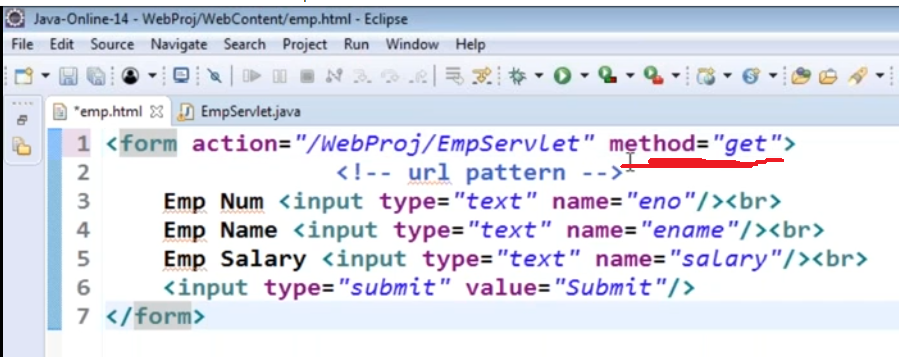 Java-Online-14 - WebProj/WebContent/emp.html - Eclipse
File Edit Source Navigate Search Project Run Window Help
*emp.html EmpServlet.java
1 <form action="/WebProj/EmpServlet" method="get">
2 <!-- url pattern -->
3 Emp Num <input type="text" name="eno"/><br>
4 Emp Name <input type="text" name="ename"/><br>
5 Emp Salary <input type="text" name="salary"/><br>
6 <input type="submit" value="Submit"/>
7 </form>